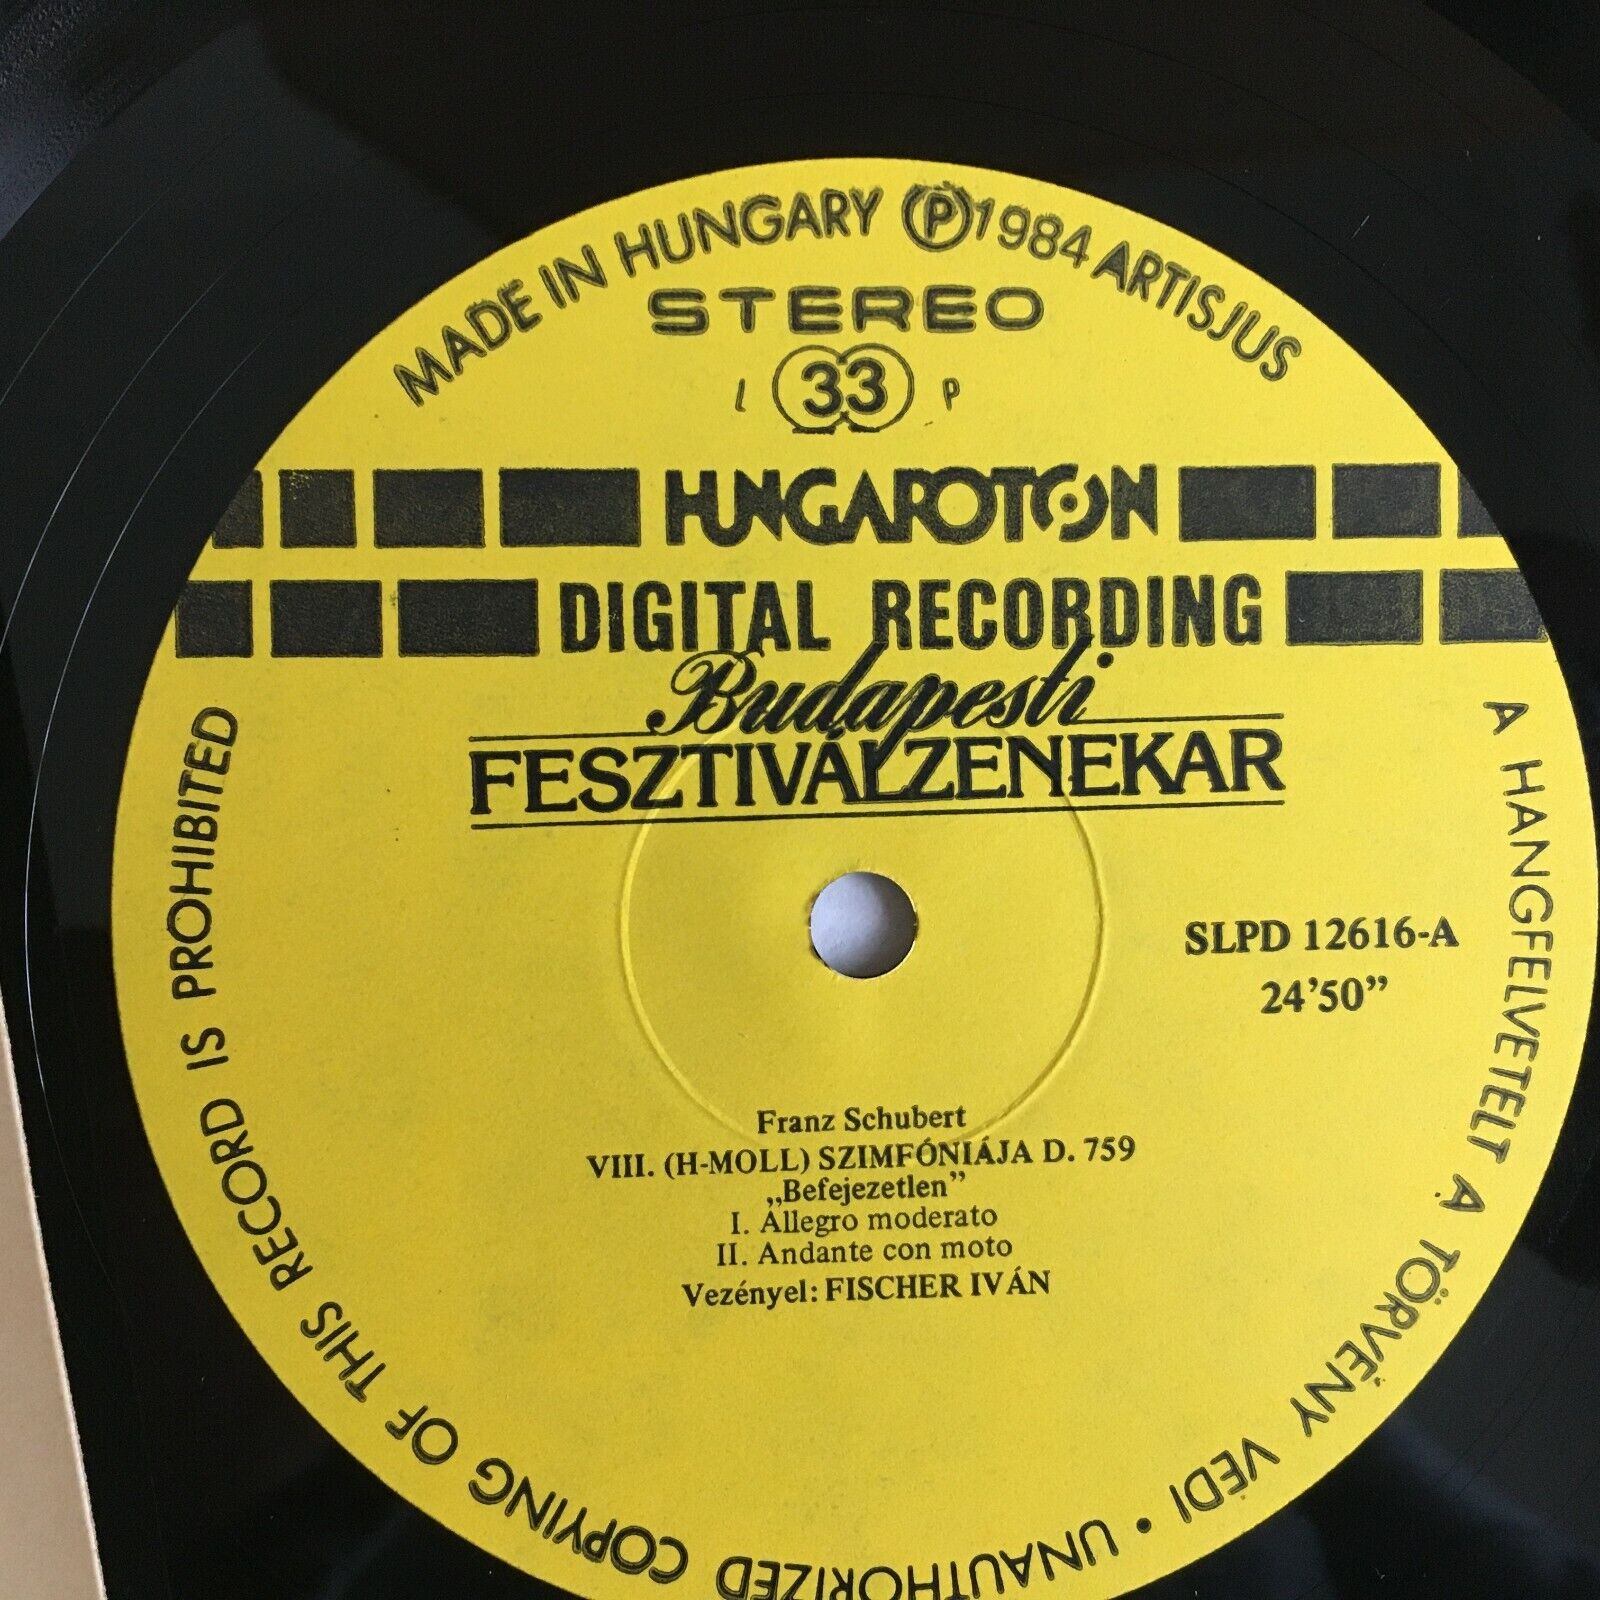 MADE IN HUNGARY Ⓟ1984 ARTISJUS
STEREO
L 33 P
HUNGAROTON
DIGITAL RECORDING
Budapesti
FESZTIVÁLZENEKAR
SLPD 12616-A
24'50”
Franz Schubert
VIII. (H-MOLL) SZIMFÓNIÁJA D. 759
„Befejezetlen”
I. Allegro moderato
II. Andante con moto
Vezényel: FISCHER IVÁN
A HANGFELVÉTELT A TÖRVÉNY VÉDI • UNAUTHORIZED COPYING OF THIS RECORD IS PROHIBITED